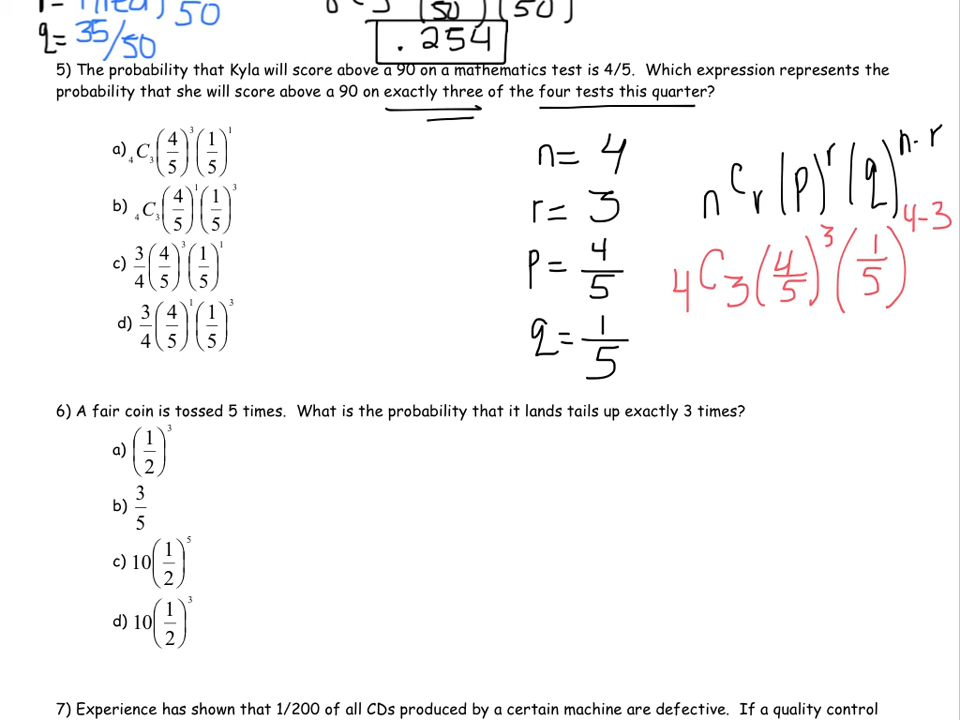 50
q= 35/50
(50) (50)
.254
5) The probability that Kyla will score above a 90 on a mathematics test is 4/5.  Which expression represents the
probability that she will score above a 90 on exactly three of the four tests this quarter?
a) ₄C₃(4/5)³(1/5)¹
b) ₄C₃(4/5)¹(1/5)³
c) 3/4(4/5)³(1/5)¹
d) 3/4(4/5)¹(1/5)³
n= 4
r= 3
p= 4/5
q= 1/5
nCr(p)^r(q)^n-r
4C3(4/5)^3(1/5)^4-3
6) A fair coin is tossed 5 times.  What is the probability that it lands tails up exactly 3 times?
a) (1/2)³
b) 3/5
c) 10(1/2)⁵
d) 10(1/2)³
7) Experience has shown that 1/200 of all CDs produced by a certain machine are defective.  If a quality control